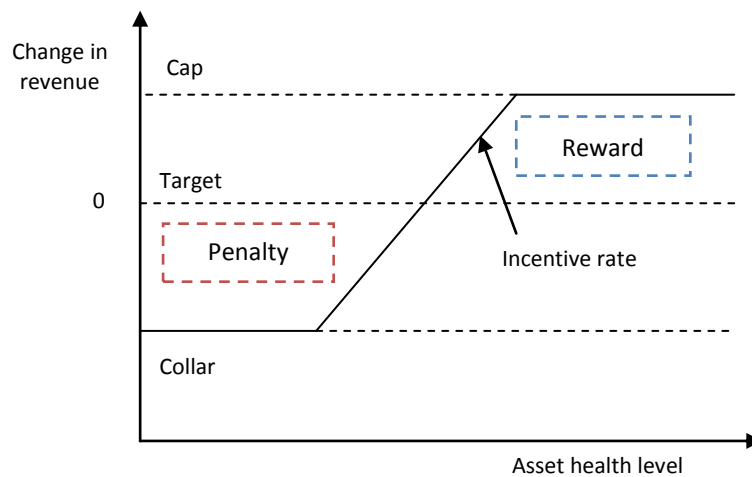 Change in
revenue
Cap
Reward
Target
0
Penalty
Incentive rate
Collar
Asset health level